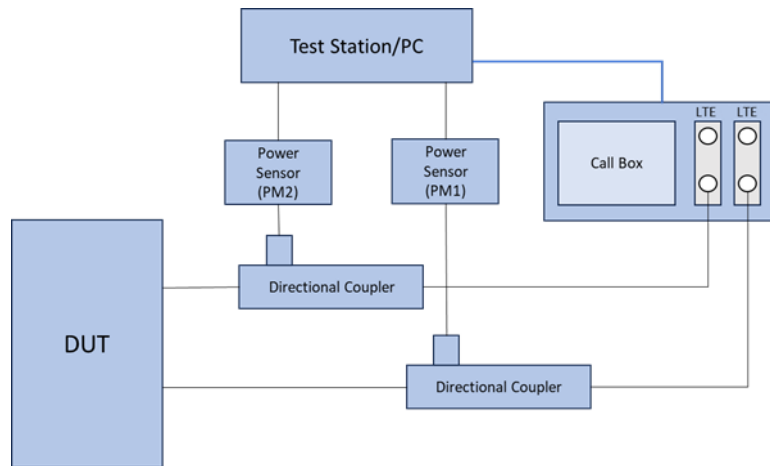 Test Station/PC
LTE LTE
Power
Sensor
(PM2)
Power
Sensor
(PM1)
Call Box
Directional Coupler
DUT
Directional Coupler